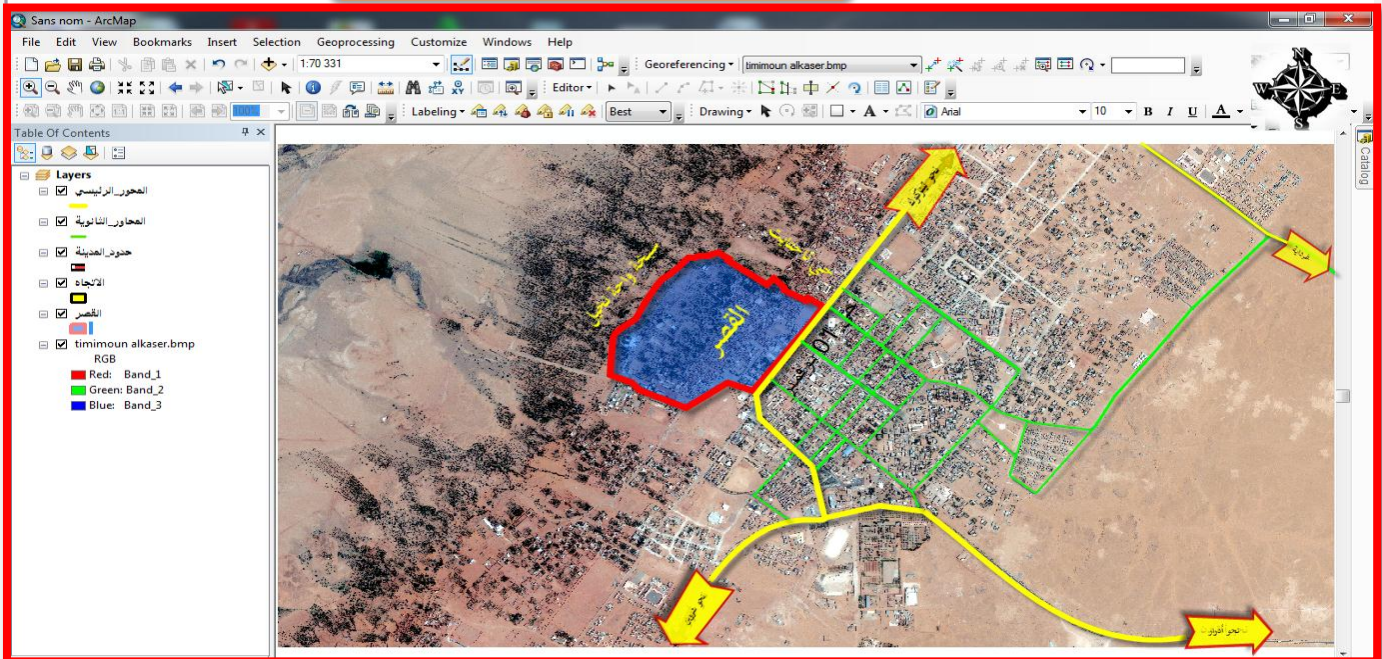 Sans nom - ArcMap
File Edit View Bookmarks Insert Selection Geoprocessing Customize Windows Help
1:70 331 Georeferencing timimoun alkaser.bmp
Editor
100% Labeling Best Drawing Arial 10 B I U A
N
W E
S
Table Of Contents
Catalog
Layers
المحور_الرئيسي
المحاور_الثانوية
حدود_المدينة
الاتجاه
القصر
timimoun alkaser.bmp
RGB
Red: Band_1
Green: Band_2
Blue: Band_3
غرداية
القصر